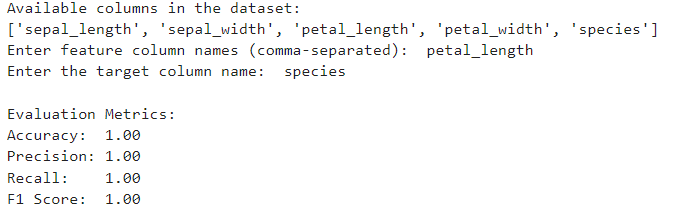 Available columns in the dataset:
['sepal_length', 'sepal_width', 'petal_length', 'petal_width', 'species']
Enter feature column names (comma-separated):  petal_length
Enter the target column name:  species

Evaluation Metrics:
Accuracy:  1.00
Precision: 1.00
Recall:    1.00
F1 Score:  1.00